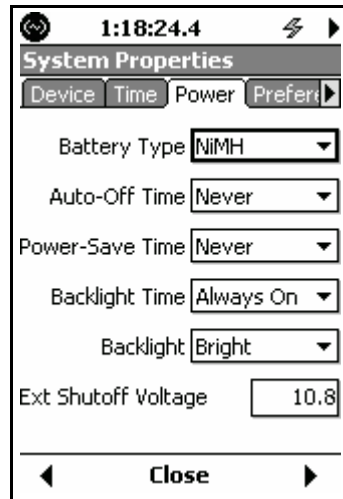 1:18:24.4
System Properties
Device Time Power Prefere
Battery Type NiMH
Auto-Off Time Never
Power-Save Time Never
Backlight Time Always On
Backlight Bright
Ext Shutoff Voltage 10.8
Close